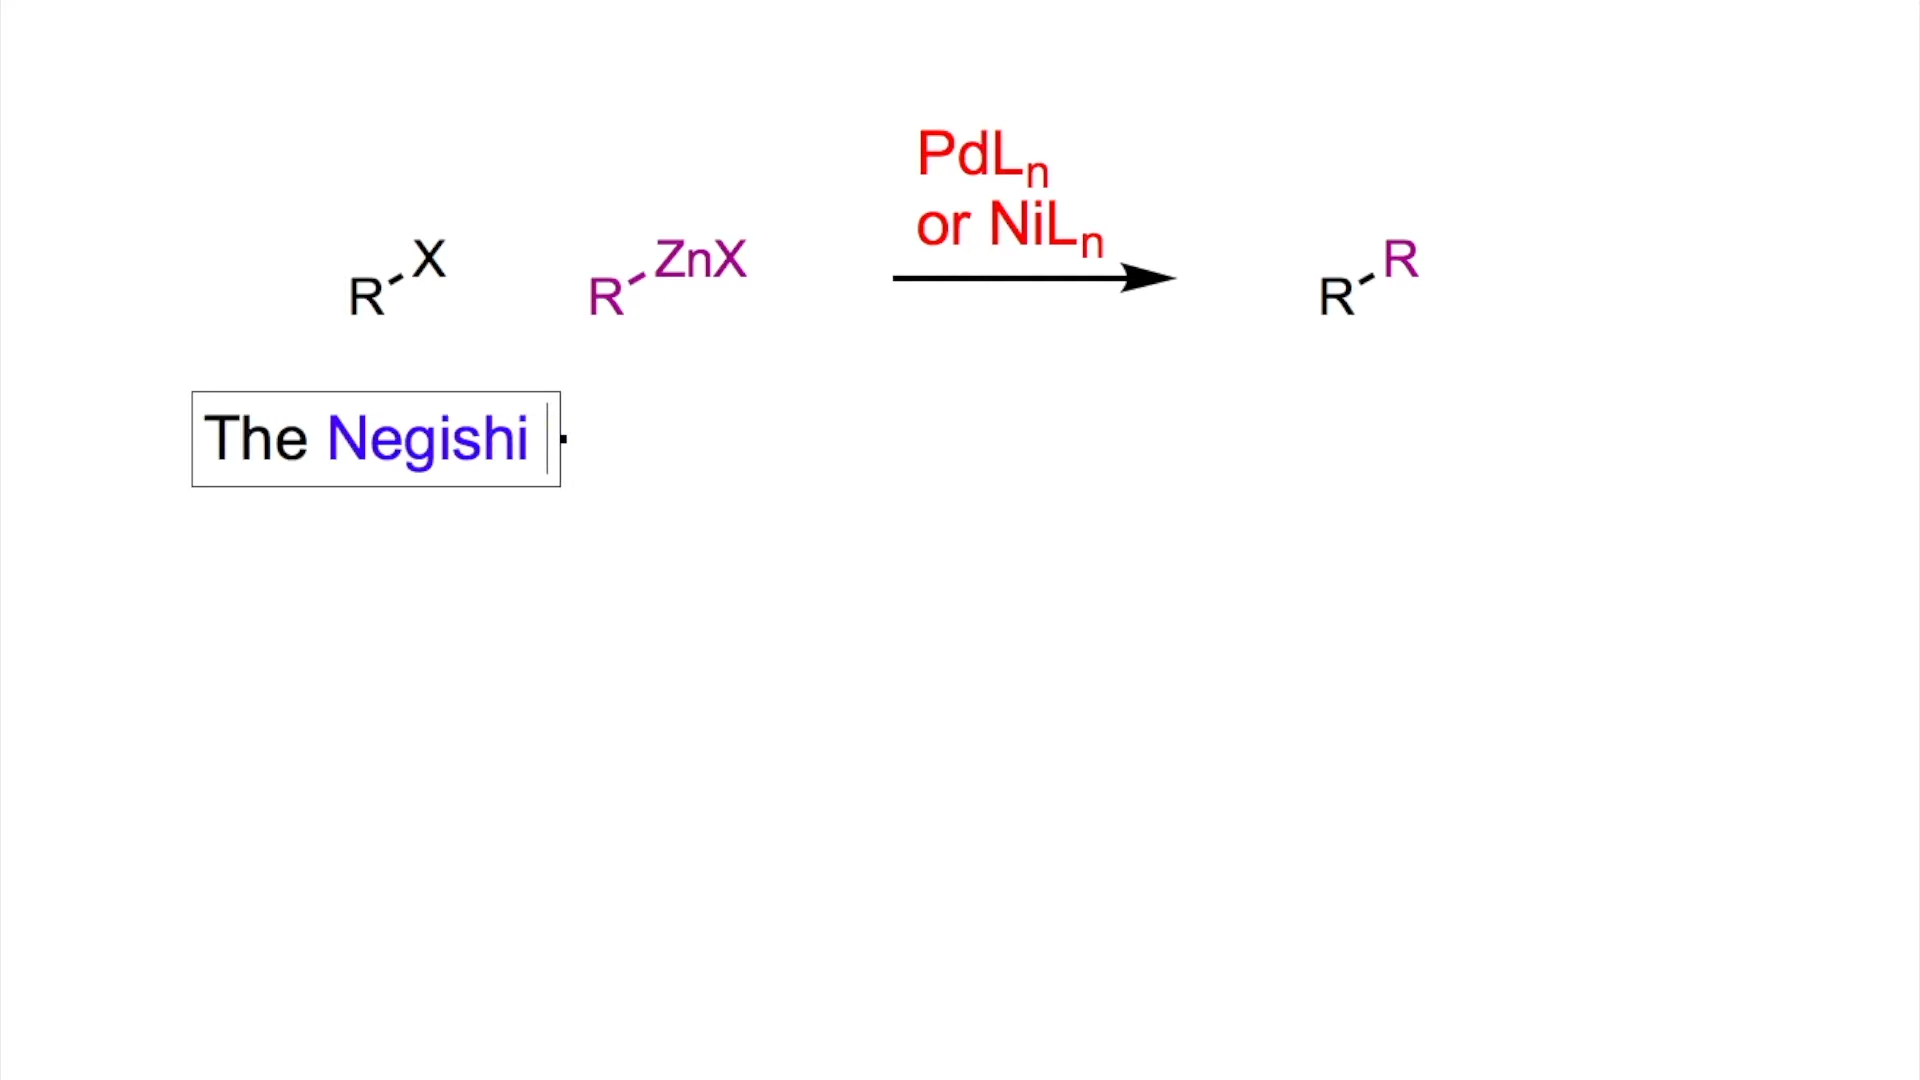 PdLn
or NiLn
R-X R-ZnX R-R
The Negishi